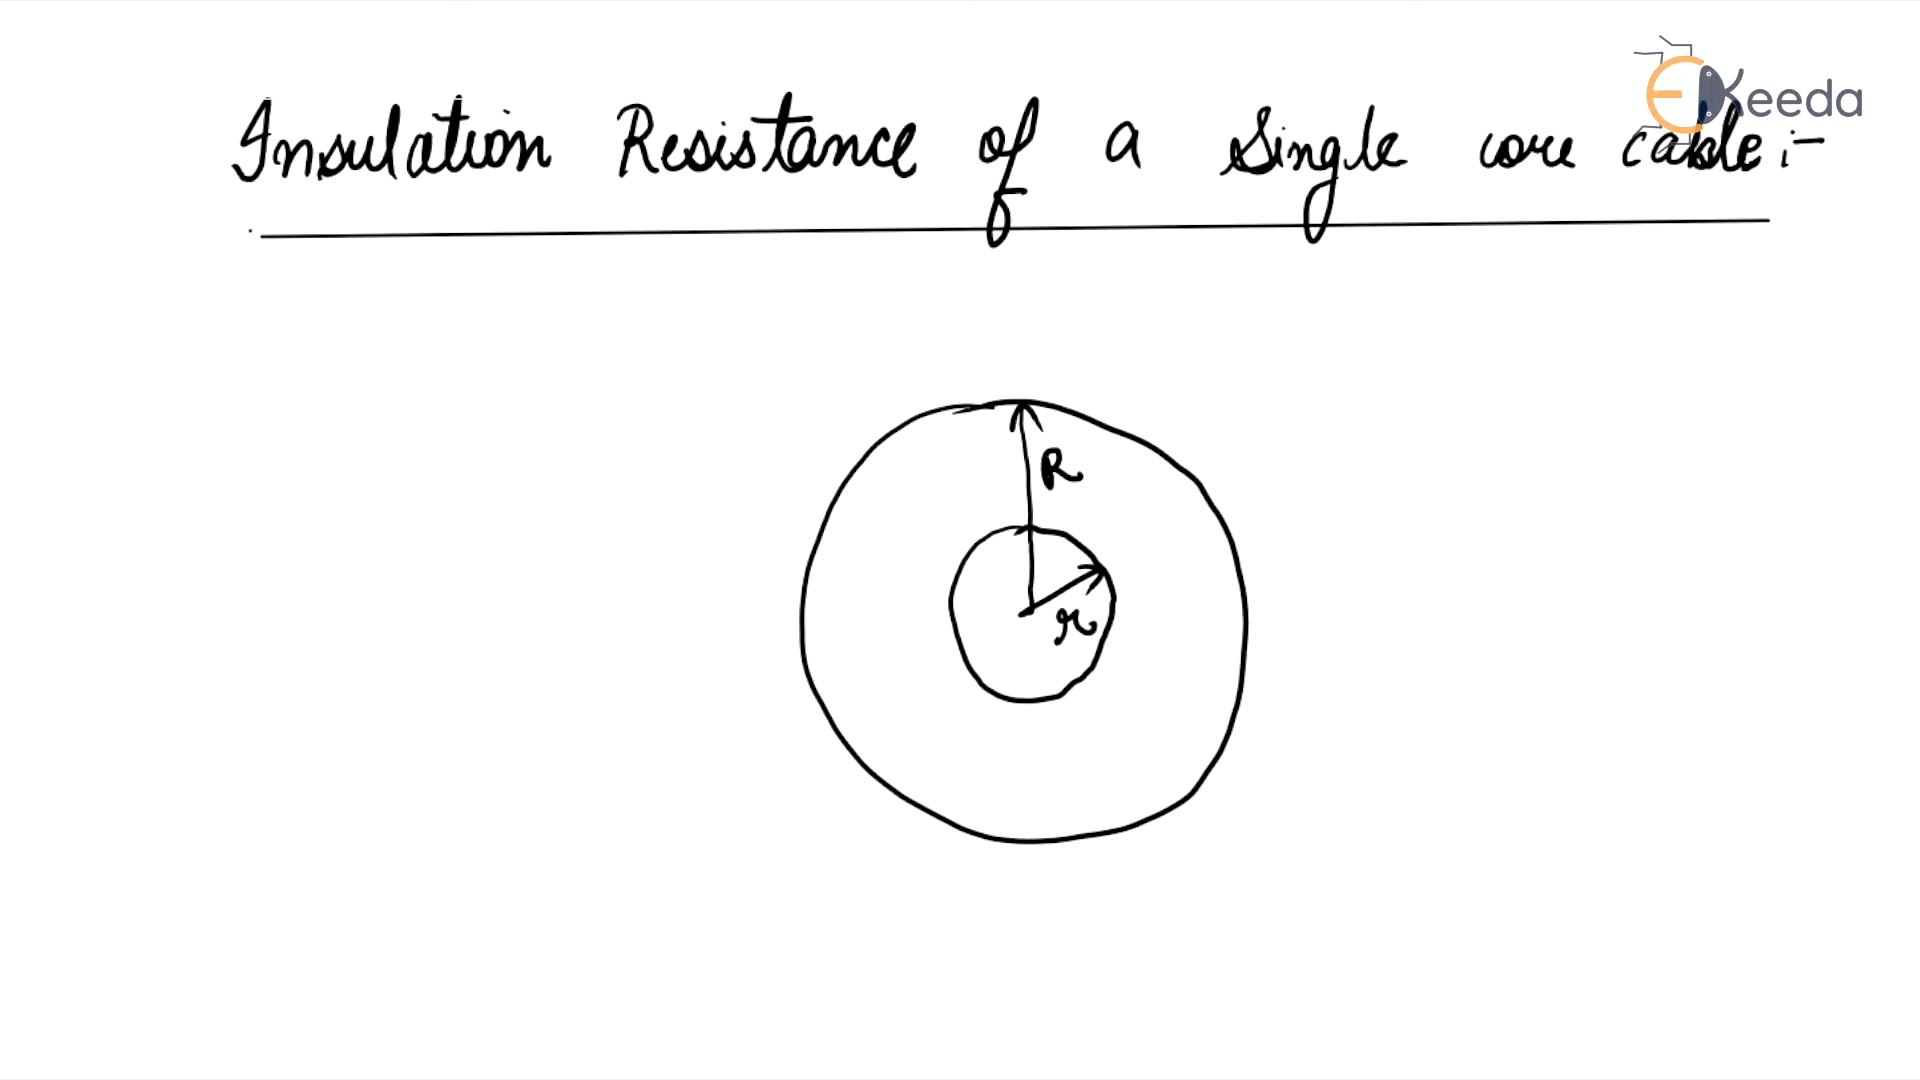 EKeeda
Insulation Resistance of a Single core cable :-
R
r